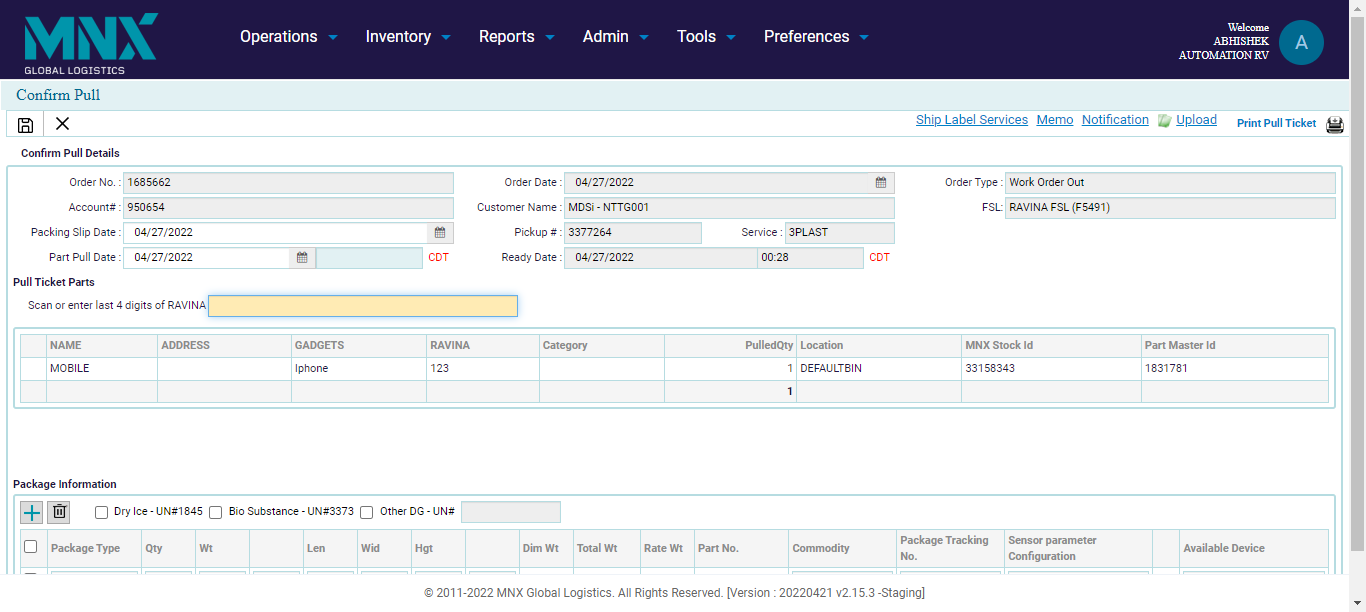 MNX
GLOBAL LOGISTICS
Operations Inventory Reports Admin Tools Preferences
Welcome
ABHISHEK
AUTOMATION RV
A
Confirm Pull
Ship Label Services Memo Notification Upload Print Pull Ticket
Confirm Pull Details
Order No. : 1685662 Order Date : 04/27/2022 Order Type : Work Order Out
Account# : 950654 Customer Name : MDSi - NTTG001 FSL: RAVINA FSL (F5491)
Packing Slip Date : 04/27/2022 Pickup # : 3377264 Service : 3PLAST
Part Pull Date : 04/27/2022 CDT Ready Date : 04/27/2022 00:28 CDT
Pull Ticket Parts
Scan or enter last 4 digits of RAVINA
NAME ADDRESS GADGETS RAVINA Category PulledQty Location MNX Stock Id Part Master Id
MOBILE Iphone 123 1 DEFAULTBIN 33158343 1831781
1
Package Information
Dry Ice - UN#1845 Bio Substance - UN#3373 Other DG - UN#
Package Type Qty Wt Len Wid Hgt Dim Wt Total Wt Rate Wt Part No. Commodity Package Tracking No. Sensor parameter Configuration Available Device
© 2011-2022 MNX Global Logistics. All Rights Reserved. [Version : 20220421 v2.15.3 -Staging]